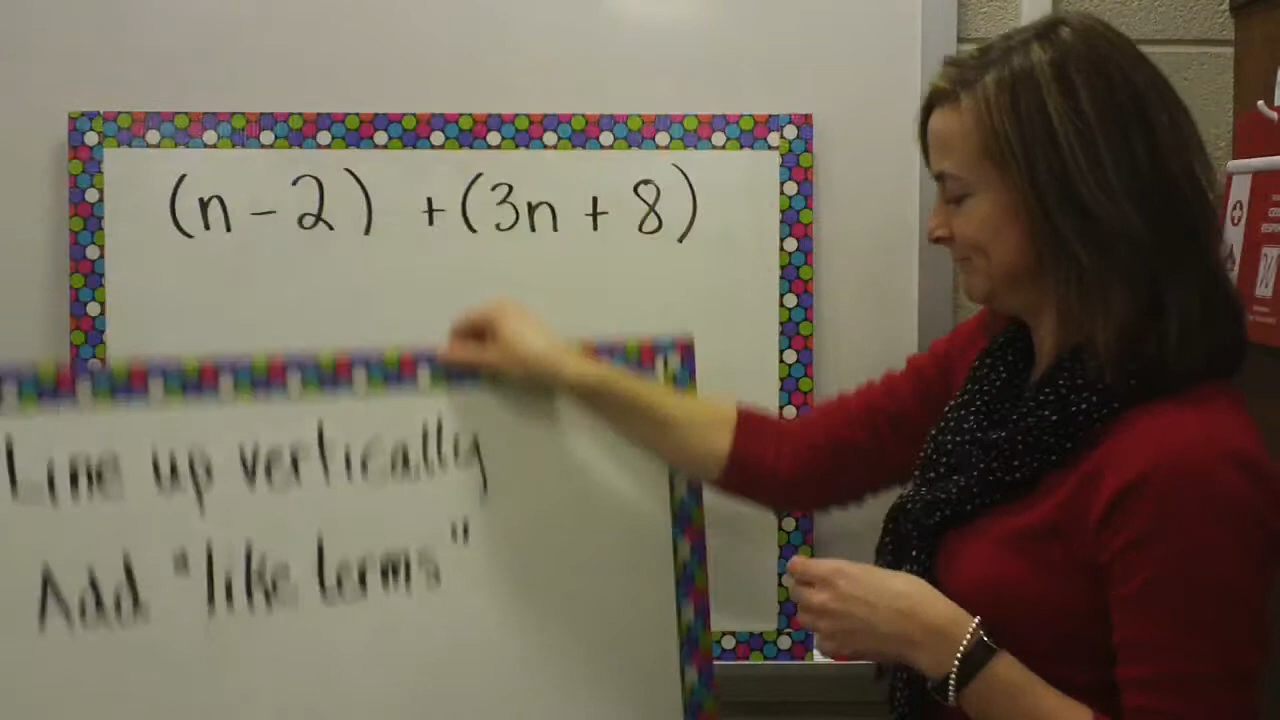 (n - 2) + (3n + 8)
Line up vertically
Add "like terms"